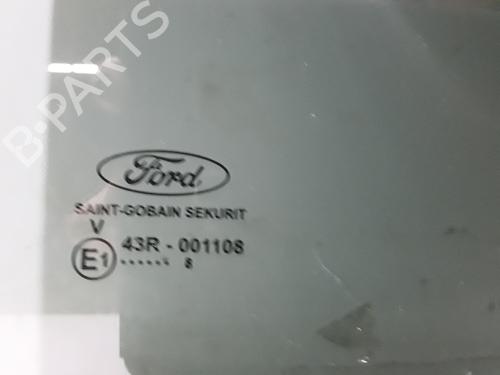 B-PARTS
Ford
SAINT-GOBAIN SEKURIT
V
E1 43R - 001108
...... 8